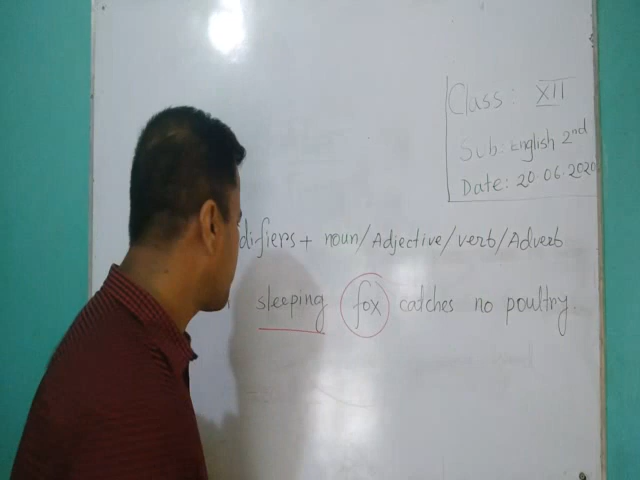 Class: XII
Sub: English 2nd
Date: 20.06.2020
difiers + noun/Adjective/verb/Adverb
sleeping fox catches no poultry.